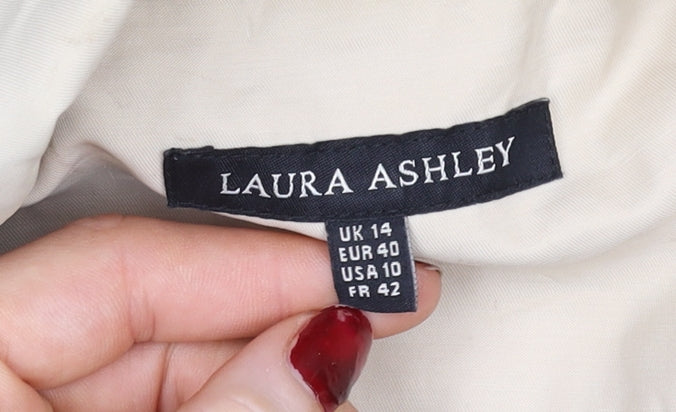 LAURA ASHLEY
UK 14
EUR 40
USA 10
FR 42